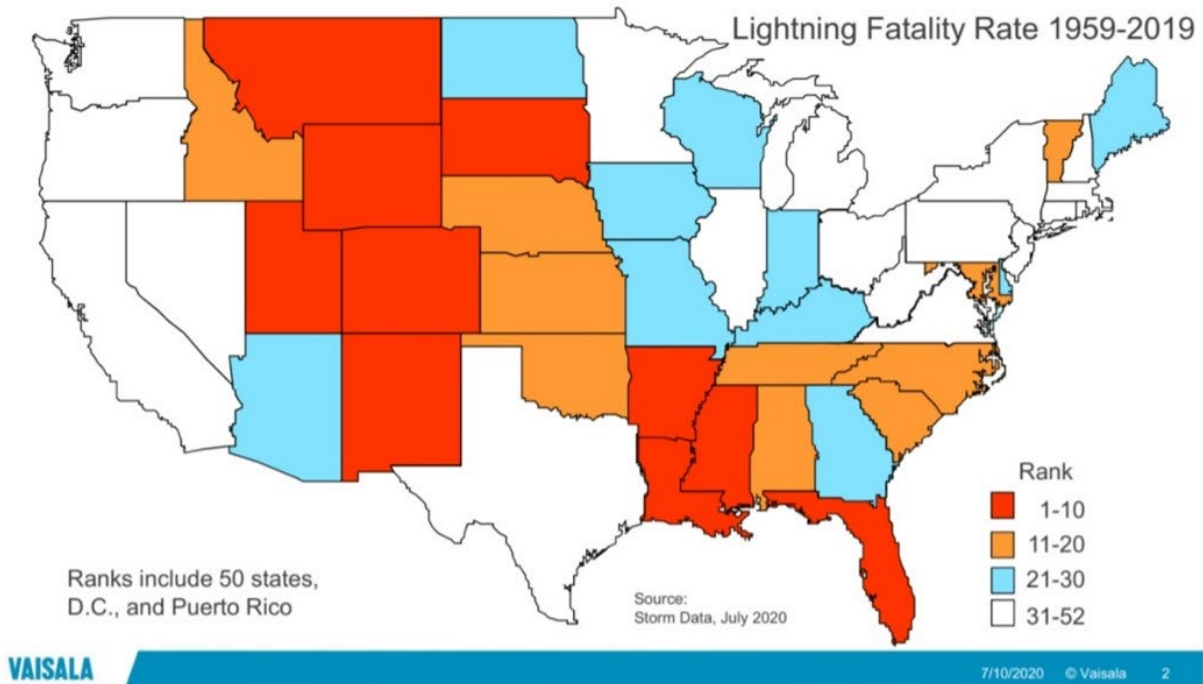 Lightning Fatality Rate 1959-2019
Rank
1-10
11-20
21-30
31-52
Ranks include 50 states,
D.C., and Puerto Rico
Source:
Storm Data, July 2020
VAISALA
7/10/2020 © Vaisala 2